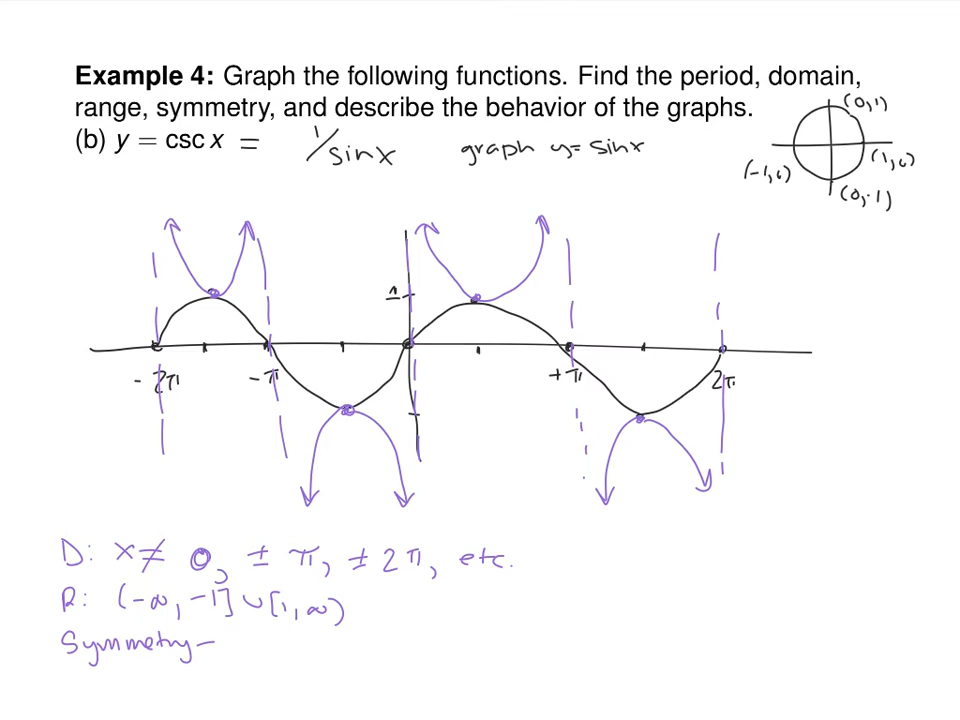 Example 4: Graph the following functions. Find the period, domain,
range, symmetry, and describe the behavior of the graphs.
(b) y = csc x = 1/sinx graph y= sinx
(0,1)
(-1,0)
(1,0)
(0,-1)
1
- 2π
-π
+π
2π
D: x ≠ 0, ± π, ± 2π, etc.
R: (-∞, -1] ∪ [1, ∞)
Symmetry-